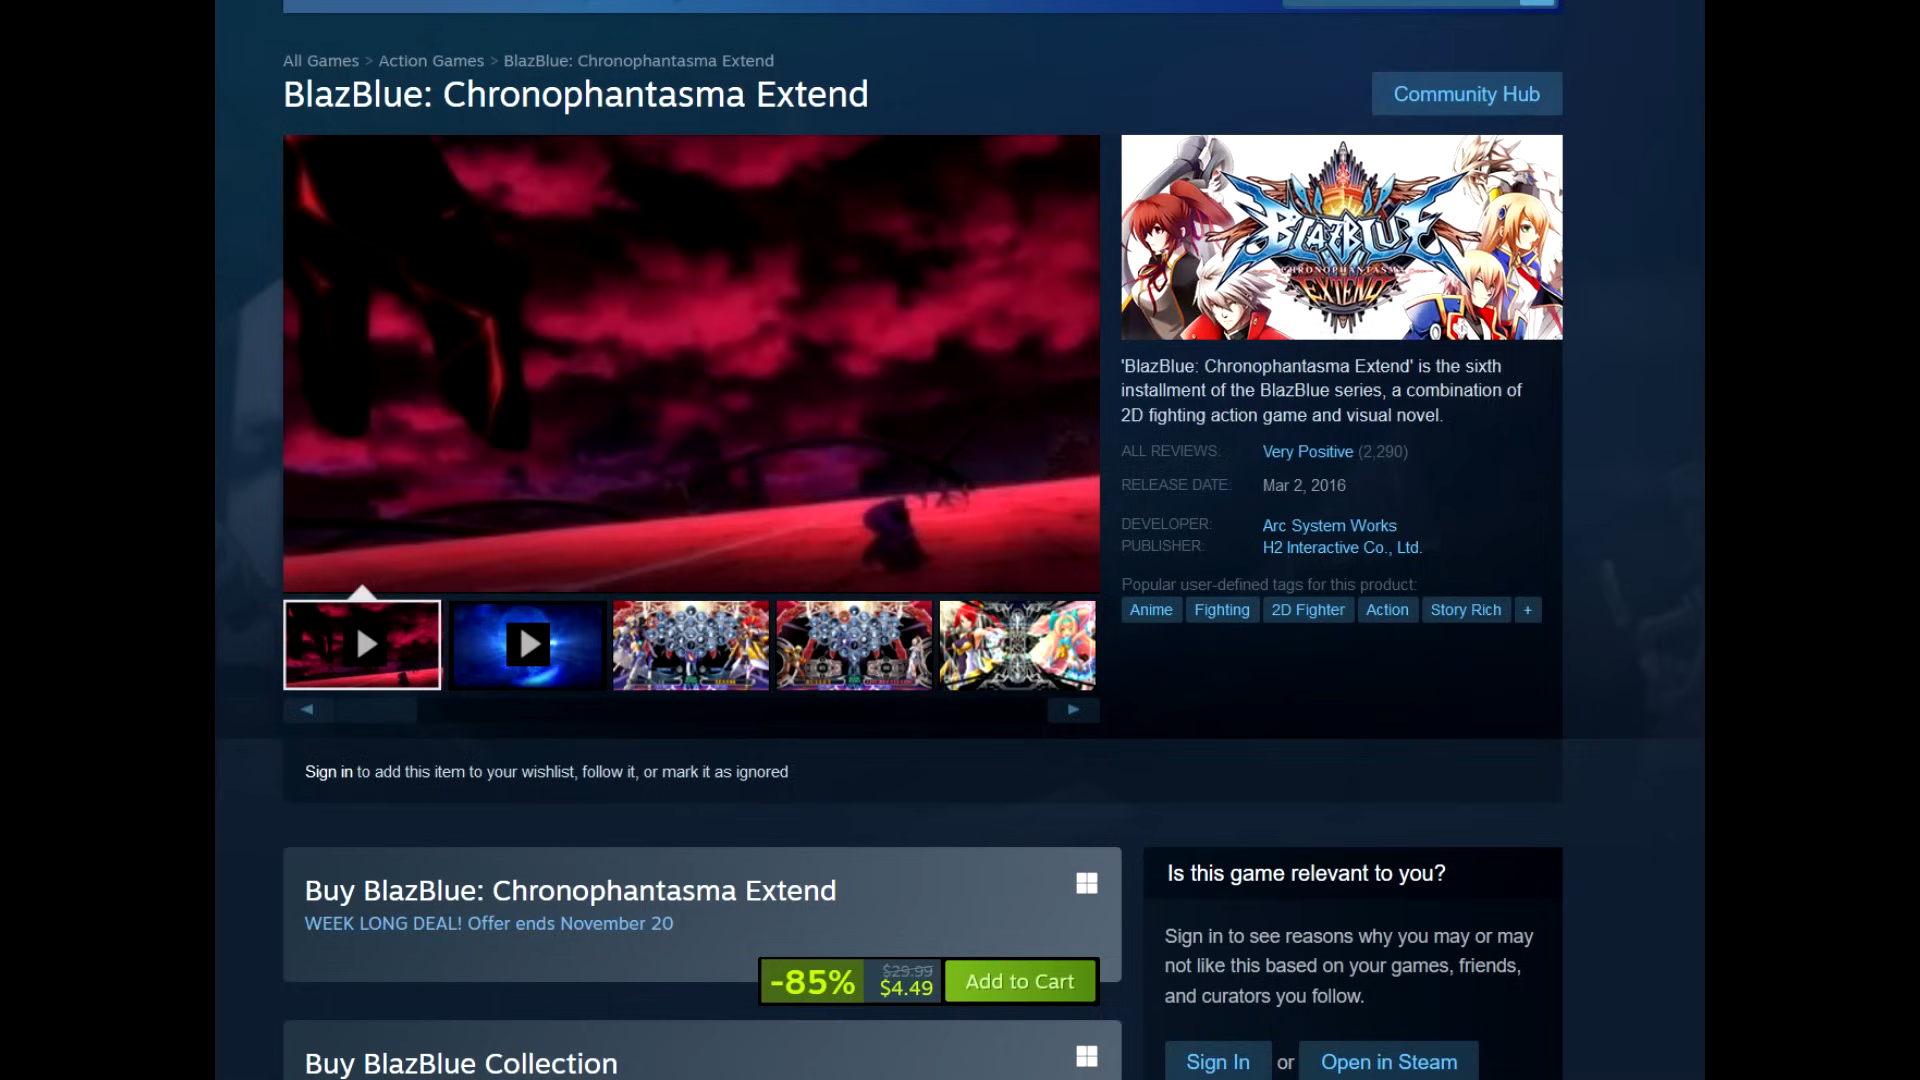 All Games > Action Games > BlazBlue: Chronophantasma Extend
BlazBlue: Chronophantasma Extend
Community Hub
BLAZBLUE
CHRONOPHANTASMA
EXTEND
'BlazBlue: Chronophantasma Extend' is the sixth
installment of the BlazBlue series, a combination of
2D fighting action game and visual novel.
ALL REVIEWS: Very Positive (2,290)
RELEASE DATE: Mar 2, 2016
DEVELOPER: Arc System Works
PUBLISHER: H2 Interactive Co., Ltd.
Popular user-defined tags for this product:
Anime Fighting 2D Fighter Action Story Rich +
Sign in to add this item to your wishlist, follow it, or mark it as ignored
Buy BlazBlue: Chronophantasma Extend
WEEK LONG DEAL! Offer ends November 20
-85% $29.99 $4.49 Add to Cart
Is this game relevant to you?
Sign in to see reasons why you may or may
not like this based on your games, friends,
and curators you follow.
Sign In or Open in Steam
Buy BlazBlue Collection